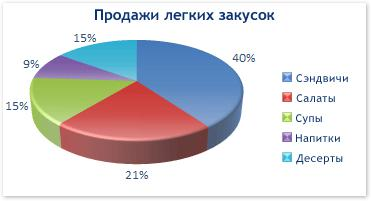 Продажи легких закусок
15%
40%
9%
15%
21%
Сэндвичи
Салаты
Супы
Напитки
Десерты